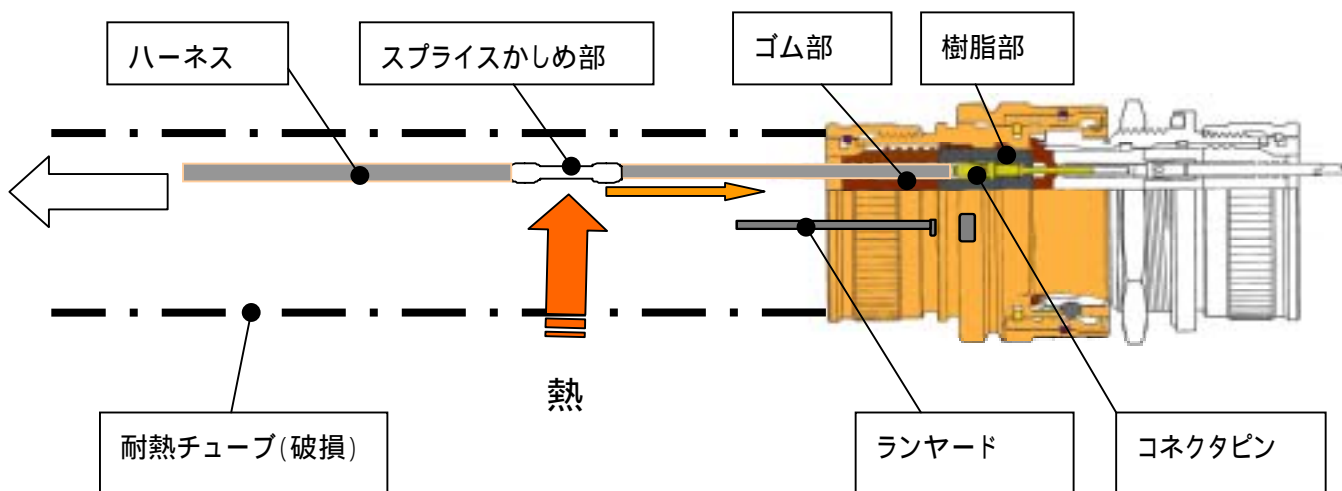 ハーネス
スプライスかしめ部
ゴム部
樹脂部
熱
耐熱チューブ(破損)
ランヤード
コネクタピン